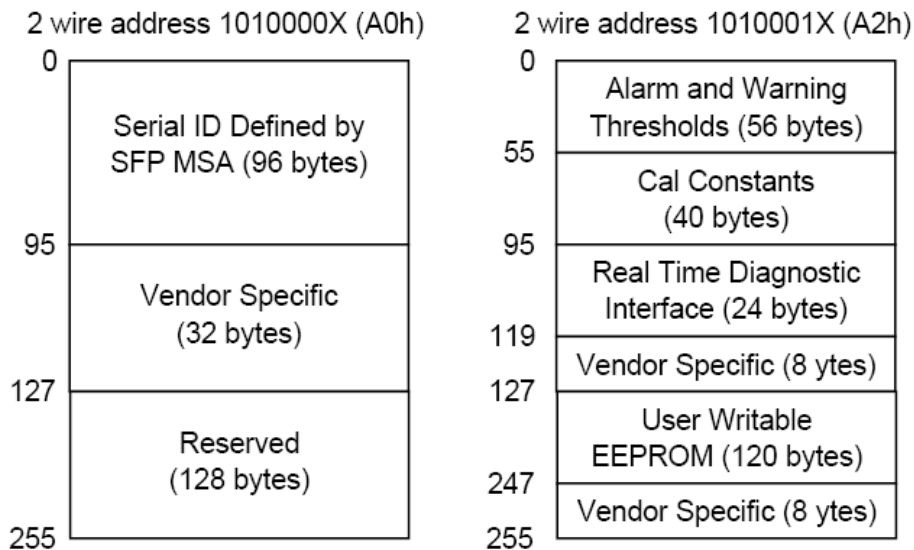 2 wire address 1010000X (A0h)
0
Serial ID Defined by
SFP MSA (96 bytes)
95
Vendor Specific
(32 bytes)
127
Reserved
(128 bytes)
255
2 wire address 1010001X (A2h)
0
Alarm and Warning
Thresholds (56 bytes)
55
Cal Constants
(40 bytes)
95
Real Time Diagnostic
Interface (24 bytes)
119
Vendor Specific (8 ytes)
127
User Writable
EEPROM (120 bytes)
247
Vendor Specific (8 ytes)
255